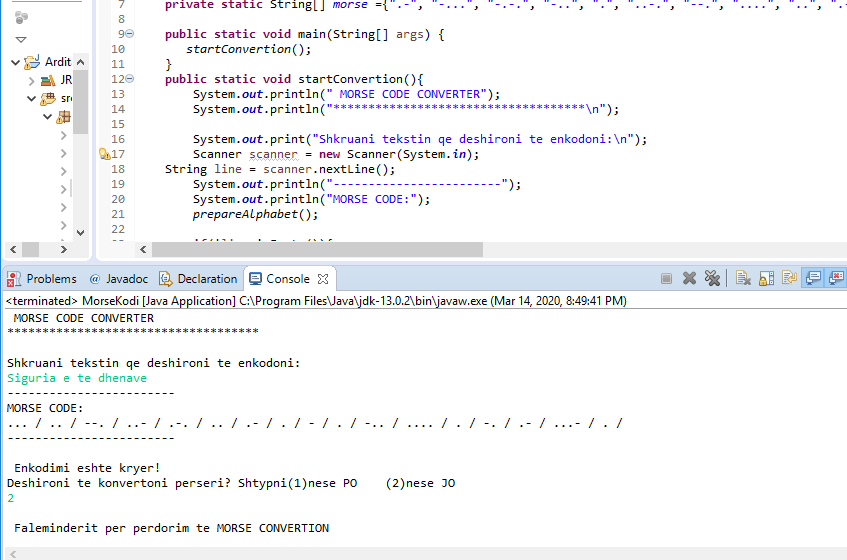 7 private static String[] morse ={".-", "-...", "-.-.", "-..", ".", "..-.", "--.", "....", "..", ".-
8
9 public static void main(String[] args) {
10 startConvertion();
11 }
12 public static void startConvertion(){
13 System.out.println(" MORSE CODE CONVERTER");
14 System.out.println("************************************\n");
15
16 System.out.print("Shkruani tekstin qe deshironi te enkodoni:\n");
17 Scanner scanner = new Scanner(System.in);
18 String line = scanner.nextLine();
19 System.out.println("------------------------");
20 System.out.println("MORSE CODE:");
21 prepareAlphabet();
22
Ardit
JR
src
Problems @ Javadoc Declaration Console
<terminated> MorseKodi [Java Application] C:\Program Files\Java\jdk-13.0.2\bin\javaw.exe (Mar 14, 2020, 8:49:41 PM)
MORSE CODE CONVERTER
************************************
Shkruani tekstin qe deshironi te enkodoni:
Siguria e te dhenave
------------------------
MORSE CODE:
... / .. / --. / ..- / .-. / .. / .- / . / - / . / -.. / .... / . / -. / .- / ...- / . /
------------------------
Enkodimi eshte kryer!
Deshironi te konvertoni perseri? Shtypni(1)nese PO (2)nese JO
2
Faleminderit per perdorim te MORSE CONVERTION